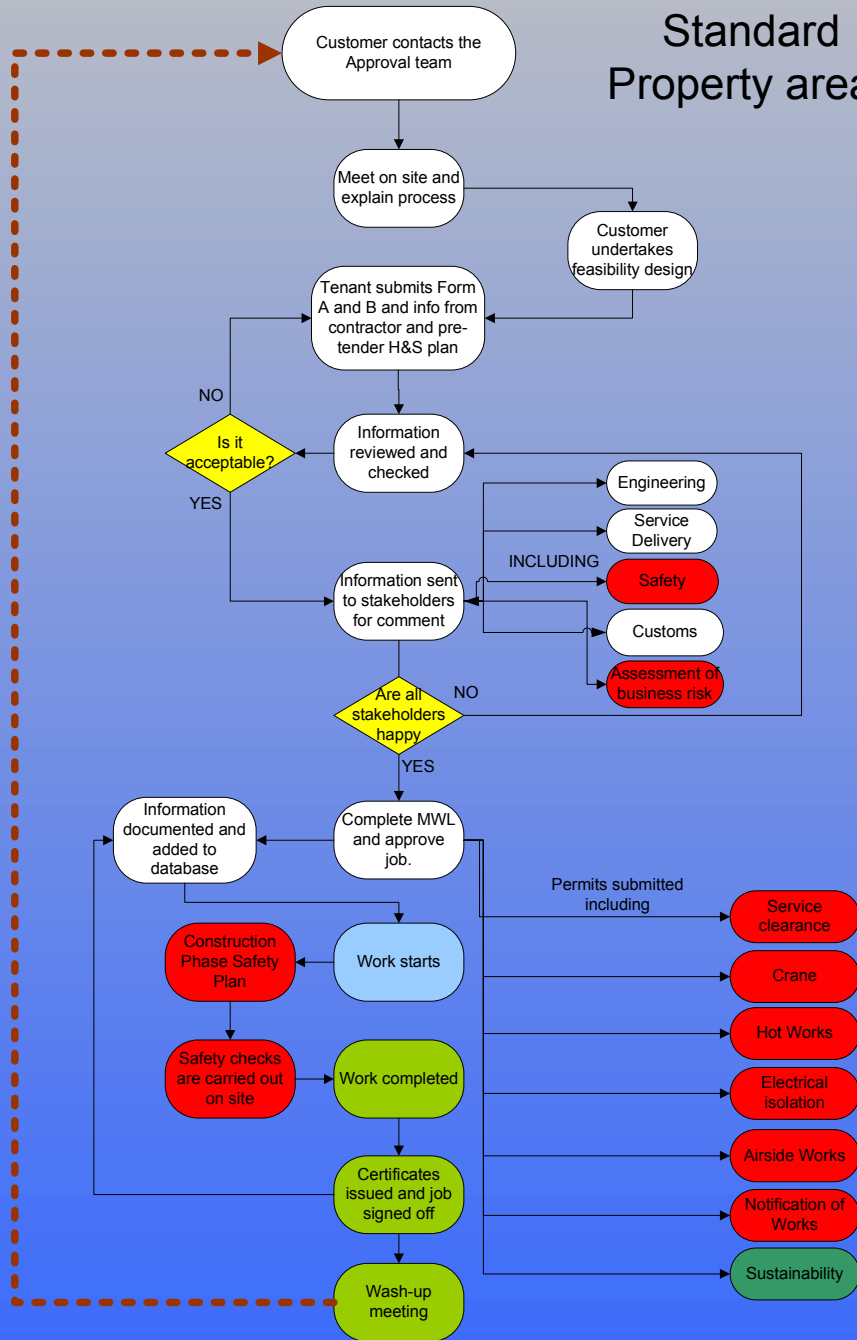 Standard
Property area
Customer contacts the
Approval team
Meet on site and
explain process
Customer
undertakes
feasibility design
Tenant submits Form
A and B and info from
contractor and pre-
tender H&S plan
NO
Is it
acceptable?
Information
reviewed and
checked
YES
Engineering
Service
Delivery
INCLUDING
Safety
Information sent
to stakeholders
for comment
Customs
Assessment of
business risk
Are all
stakeholders
happy
NO
YES
Information
documented and
added to
database
Complete MWL
and approve
job.
Permits submitted
including
Service
clearance
Construction
Phase Safety
Plan
Work starts
Crane
Hot Works
Safety checks
are carried out
on site
Work completed
Electrical
isolation
Airside Works
Certificates
issued and job
signed off
Notification of
Works
Sustainability
Wash-up
meeting